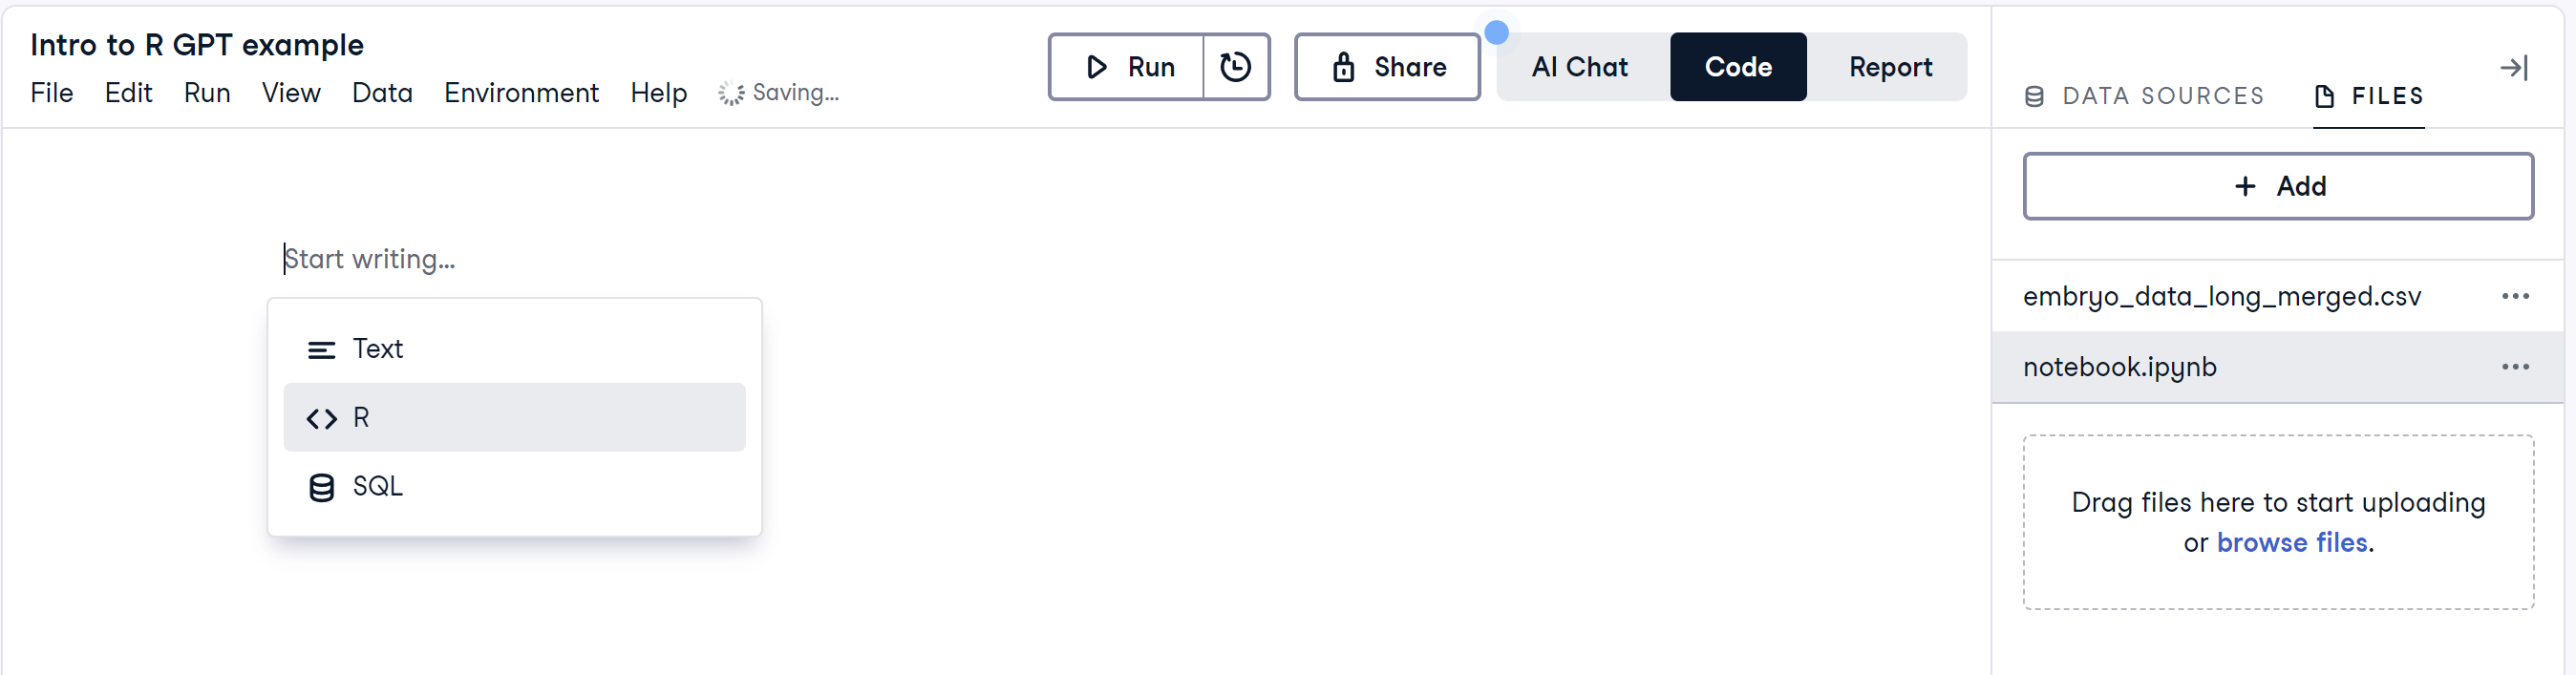 Intro to R GPT example
File Edit Run View Data Environment Help Saving...
Run Share AI Chat Code Report
DATA SOURCES FILES
+ Add
Start writing...
Text
R
SQL
embryo_data_long_merged.csv
notebook.ipynb
Drag files here to start uploading
or browse files.